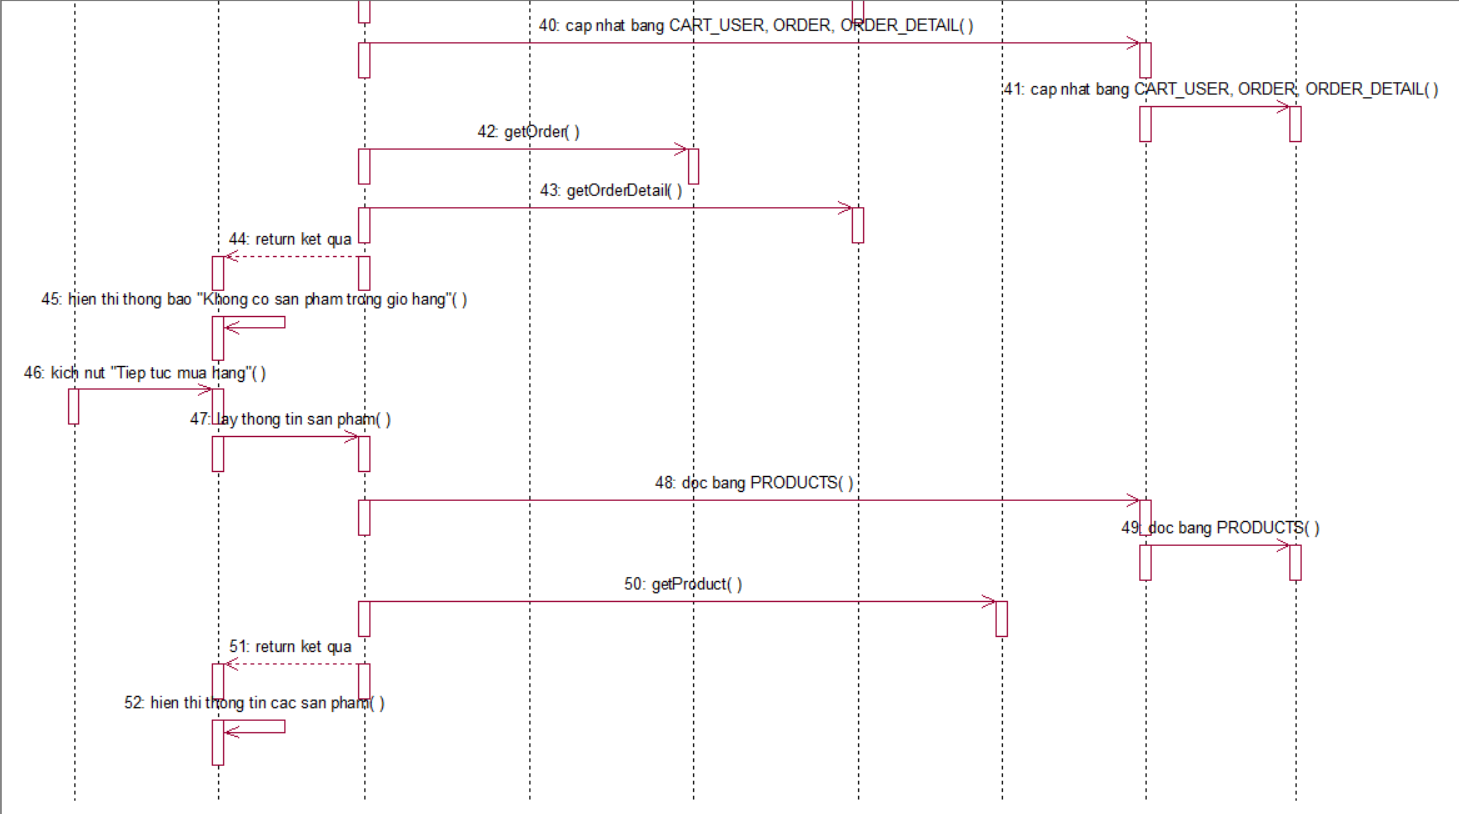 40: cap nhat bang CART_USER, ORDER, ORDER_DETAIL( )
41: cap nhat bang CART_USER, ORDER, ORDER_DETAIL( )
42: getOrder( )
43: getOrderDetail( )
44: return ket qua
45: hien thi thong bao "Khong co san pham trong gio hang"( )
46: kich nut "Tiep tuc mua hang"( )
47: lay thong tin san pham( )
48: doc bang PRODUCTS( )
49: doc bang PRODUCTS( )
50: getProduct( )
51: return ket qua
52: hien thi thong tin cac san pham( )